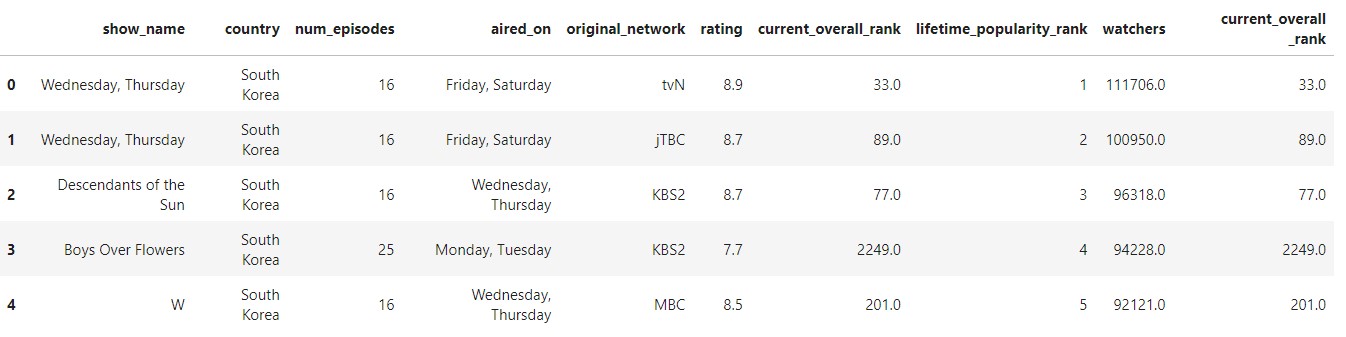 show_name country num_episodes aired_on original_network rating current_overall_rank lifetime_popularity_rank watchers current_overall
_rank
0 Wednesday, Thursday South
Korea 16 Friday, Saturday tvN 8.9 33.0 1 111706.0 33.0
1 Wednesday, Thursday South
Korea 16 Friday, Saturday jTBC 8.7 89.0 2 100950.0 89.0
2 Descendants of the
Sun South
Korea 16 Wednesday,
Thursday KBS2 8.7 77.0 3 96318.0 77.0
3 Boys Over Flowers South
Korea 25 Monday, Tuesday KBS2 7.7 2249.0 4 94228.0 2249.0
4 W South
Korea 16 Wednesday,
Thursday MBC 8.5 201.0 5 92121.0 201.0